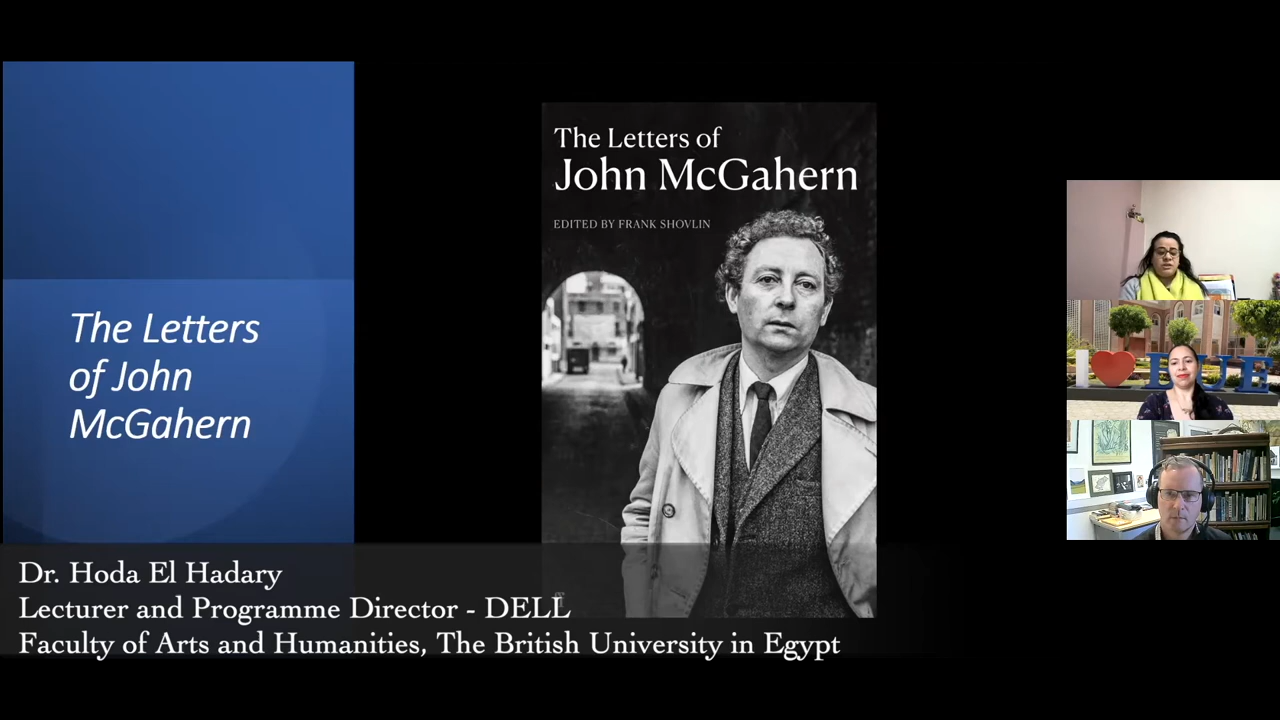 The Letters
of John
McGahern
The Letters of
John McGahern
EDITED BY FRANK SHOVLIN
I BUE
Dr. Hoda El Hadary
Lecturer and Programme Director - DELL
Faculty of Arts and Humanities, The British University in Egypt